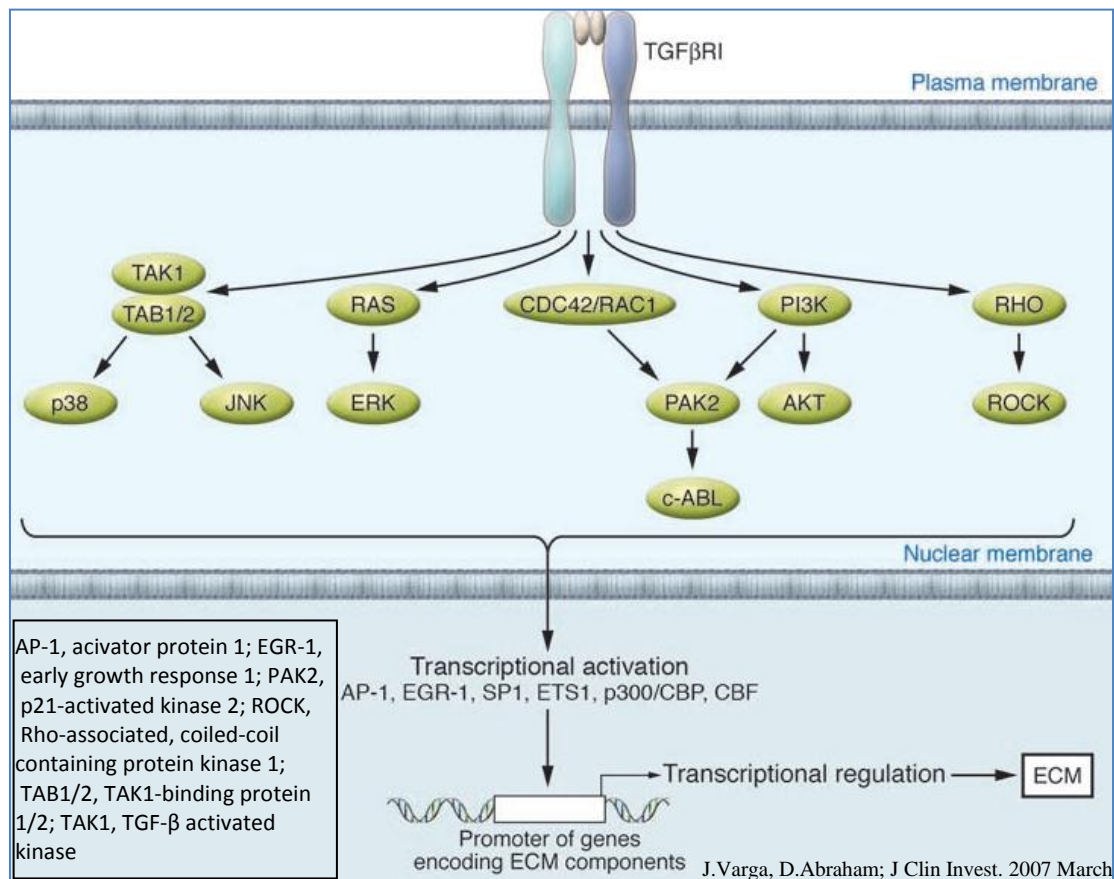 TGFβRI
Plasma membrane
TAK1
TAB1/2
RAS
CDC42/RAC1
PI3K
RHO
p38
JNK
ERK
PAK2
AKT
ROCK
c-ABL
Nuclear membrane
AP-1, acivator protein 1; EGR-1,
early growth response 1; PAK2,
p21-activated kinase 2; ROCK,
Rho-associated, coiled-coil
containing protein kinase 1;
TAB1/2, TAK1-binding protein
1/2; TAK1, TGF-β activated
kinase
Transcriptional activation
AP-1, EGR-1, SP1, ETS1, p300/CBP, CBF
Transcriptional regulation
ECM
Promoter of genes
encoding ECM components
J.Varga, D.Abraham; J Clin Invest. 2007 March